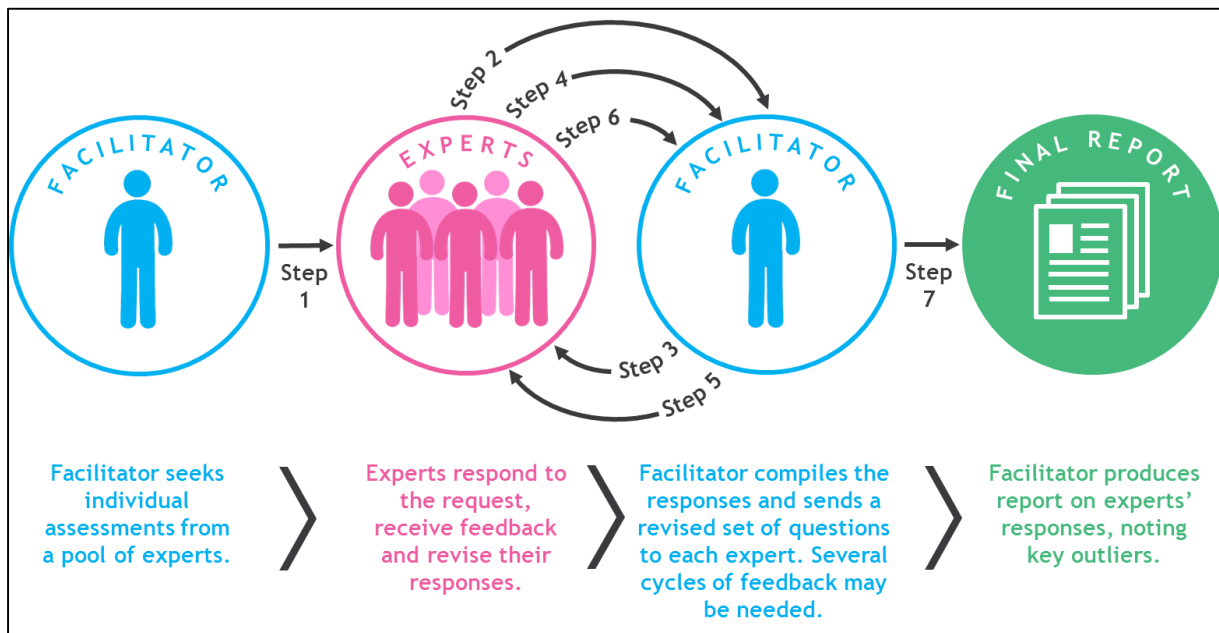 Step 2
Step 4
Step 6
FACILITATOR
EXPERTS
FACILITATOR
FINAL REPORT
Step
1
Step
7
Step 3
Step 5
Facilitator seeks
individual
assessments from
a pool of experts.
Experts respond to
the request,
receive feedback
and revise their
responses.
Facilitator compiles the
responses and sends a
revised set of questions
to each expert. Several
cycles of feedback may
be needed.
Facilitator produces
report on experts’
responses, noting
key outliers.